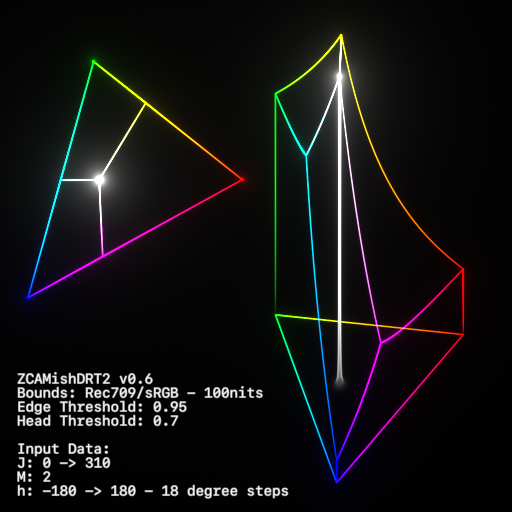 ZCAMishDRT2 v0.6
Bounds: Rec709/sRGB - 100nits
Edge Threshold: 0.95
Head Threshold: 0.7
Input Data:
J: 0 -> 310
M: 2
h: -180 -> 180 - 18 degree steps